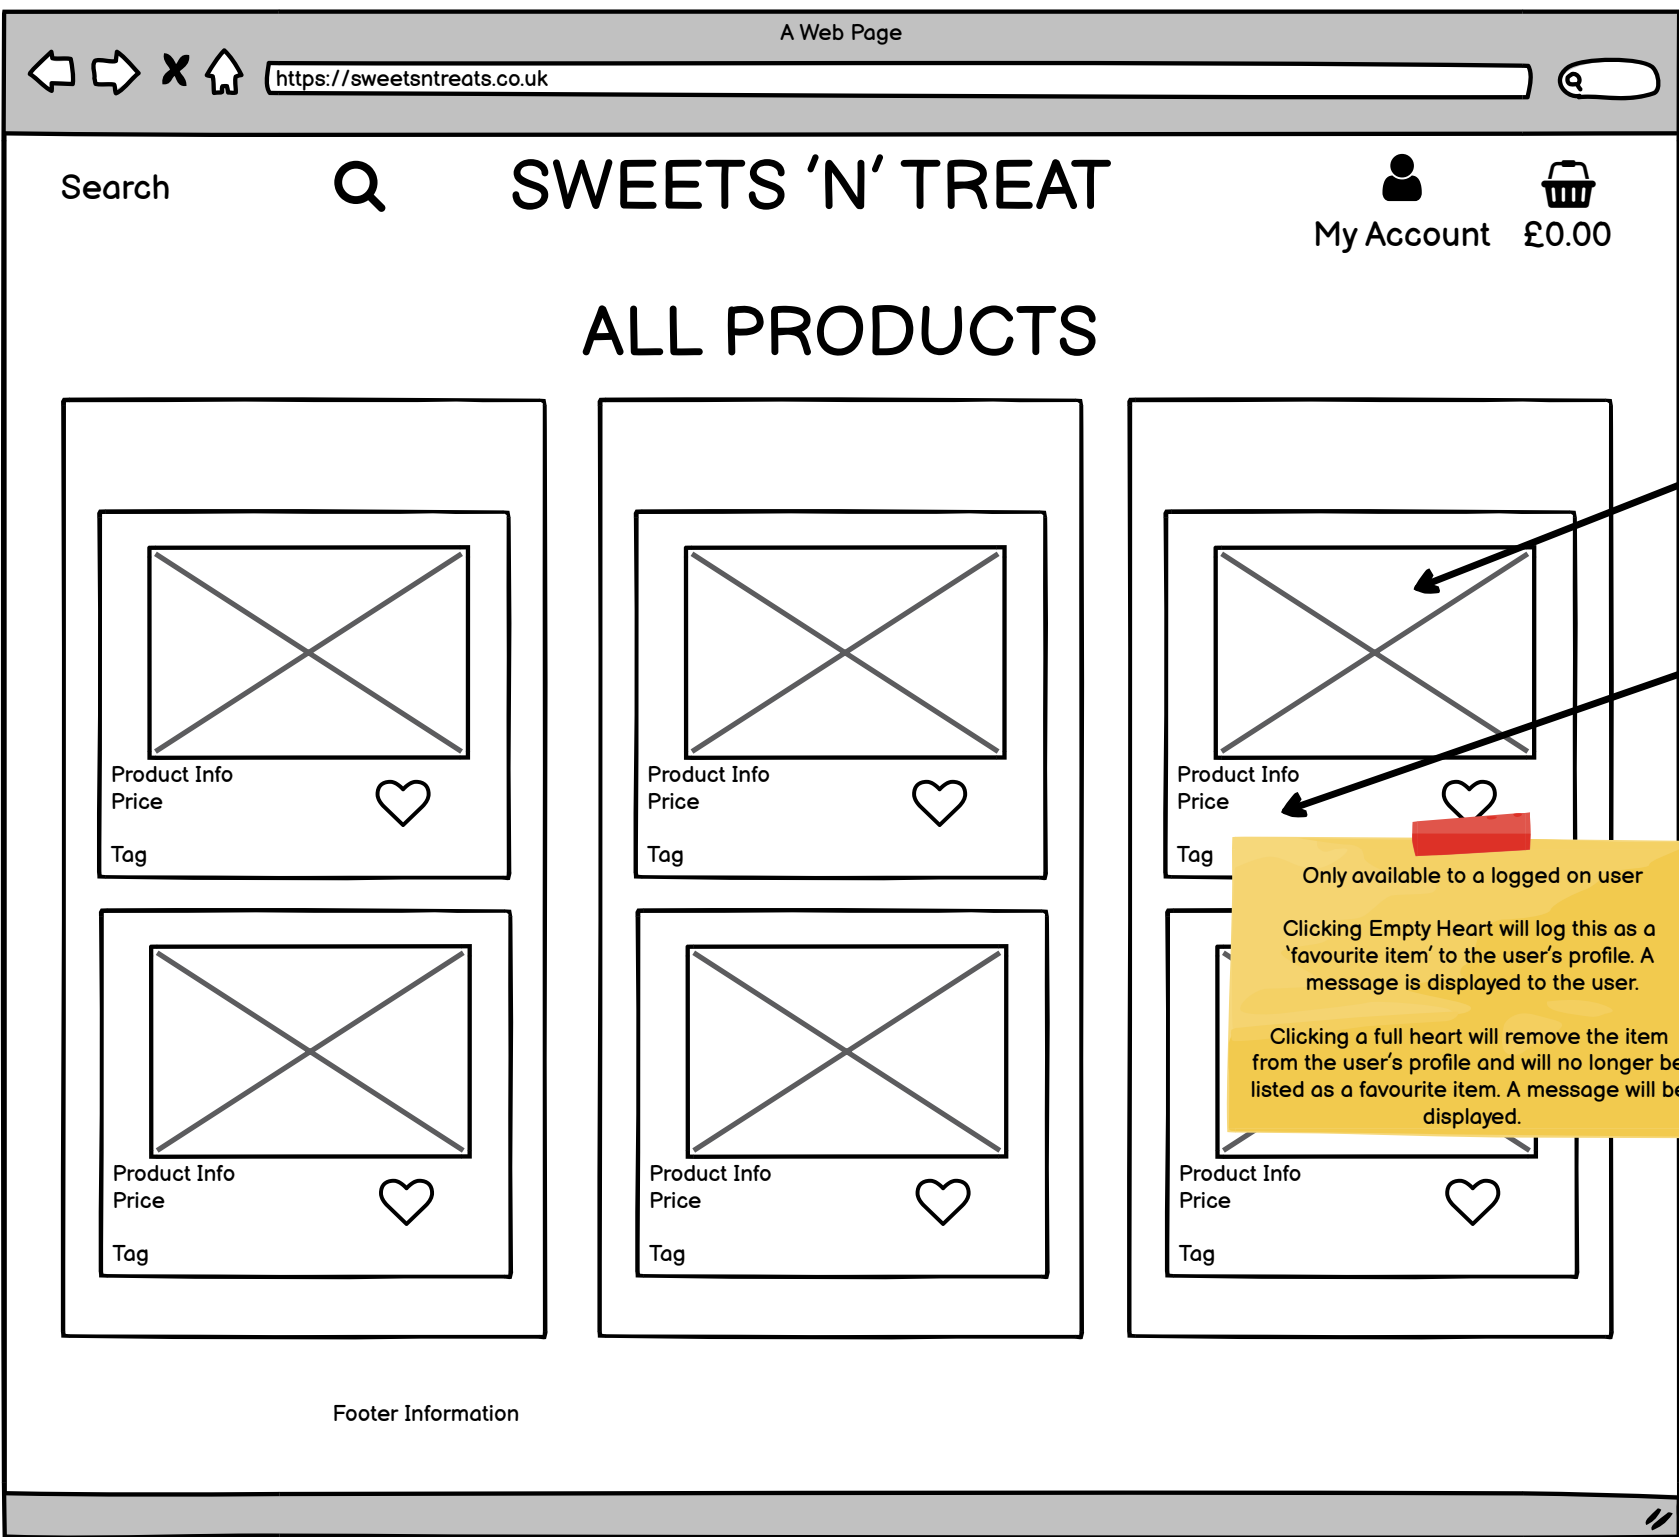 A Web Page
https://sweetsntreats.co.uk
Search
SWEETS 'N' TREAT
My Account
£0.00
ALL PRODUCTS
Product Info
Price
Tag
Product Info
Price
Tag
Product Info
Price
Tag
Only available to a logged on user
Clicking Empty Heart will log this as a
'favourite item' to the user's profile. A
message is displayed to the user.
Clicking a full heart will remove the item
from the user's profile and will no longer be
listed as a favourite item. A message will be
displayed.
Product Info
Price
Tag
Product Info
Price
Tag
Product Info
Price
Tag
Footer Information